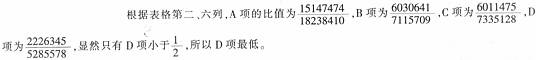 根据表格第二、六列,A 项的比值为 15147474/18238410 ,B 项为 6030641/7115709 ,C 项为 6011475/7335128 ,D
项为 2226345/5285578 ,显然只有 D 项小于 1/2 ,所以 D 项最低。